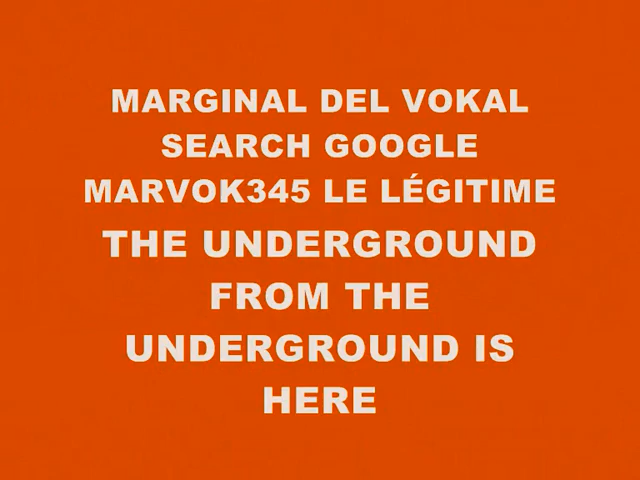 MARGINAL DEL VOKAL
SEARCH GOOGLE
MARVOK345 LE LÉGITIME
THE UNDERGROUND
FROM THE
UNDERGROUND IS
HERE